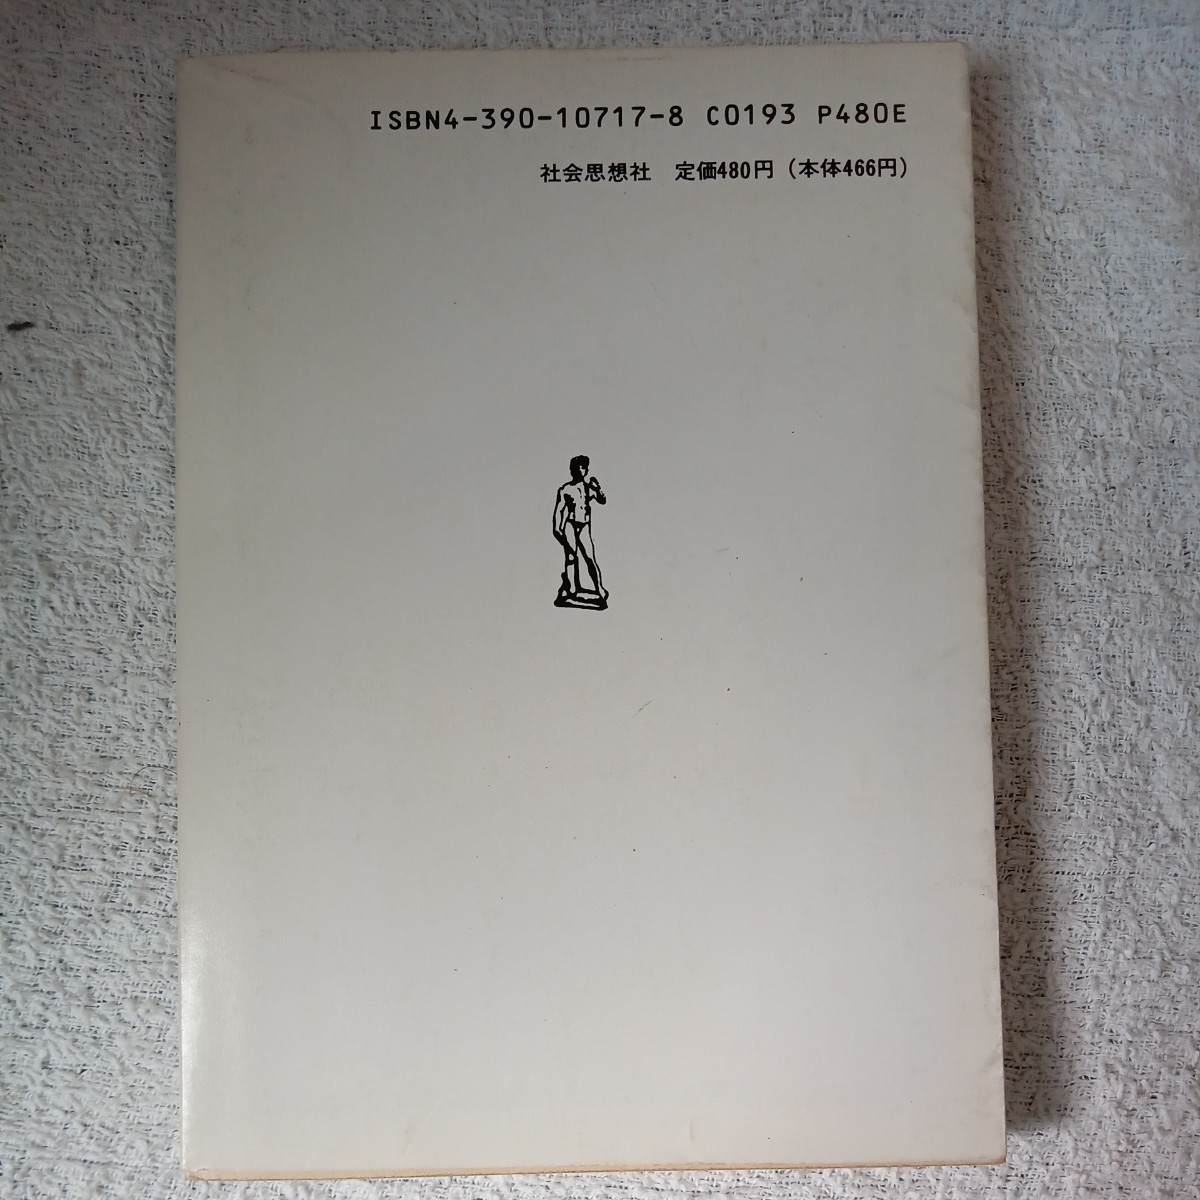 ISBN4-390-10717-8 C0193 P480E
社会思想社　定価480円（本体466円）